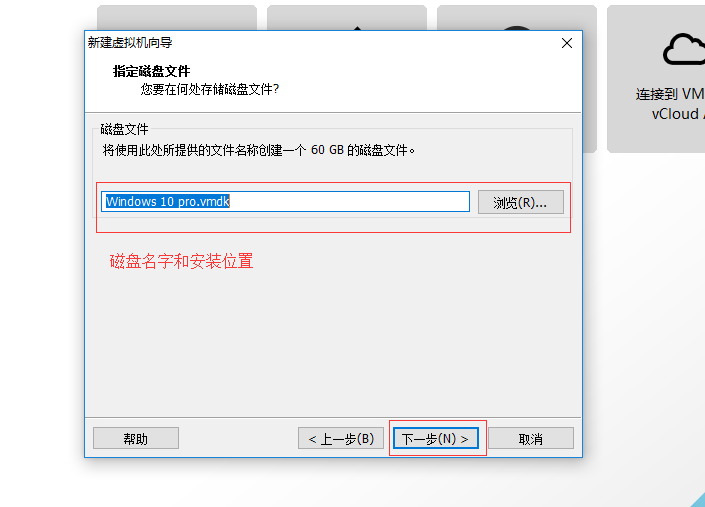 新建虚拟机向导
指定磁盘文件
您要在何处存储磁盘文件?
连接到 VM
vCloud A
磁盘文件
将使用此处所提供的文件名称创建一个 60 GB 的磁盘文件。
Windows 10 pro.vmdk
浏览(R)...
磁盘名字和安装位置
帮助
< 上一步(B)
下一步(N) >
取消